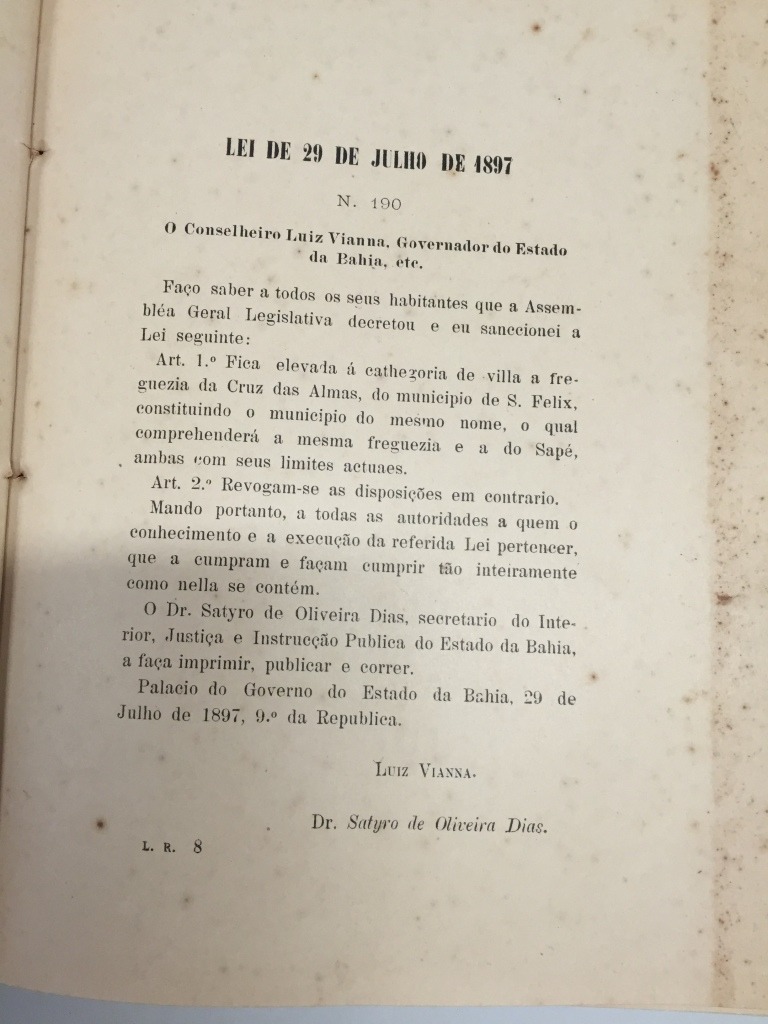 LEI DE 29 DE JULHO DE 1897
N. 190
O Conselheiro Luiz Vianna, Governador do Estado
da Bahia, etc.
Faço saber a todos os seus habitantes que a Assem-
bléa Geral Legislativa decretou e eu sanccionei a
Lei seguinte:
Art. 1.º Fica elevada á cathegoria de villa a fre-
guezia da Cruz das Almas, do municipio de S. Felix,
constituindo o municipio do mesmo nome, o qual
comprehenderá a mesma freguezia e a do Sapé,
ambas com seus limites actuaes.
Art. 2.º Revogam-se as disposições em contrario.
Mando portanto, a todas as autoridades a quem o
conhecimento e a execução da referida Lei pertencer,
que a cumpram e façam cumprir tão inteiramente
como nella se contém.
O Dr. Satyro de Oliveira Dias, secretario do Inte-
rior, Justiça e Instrucção Publica do Estado da Bahia,
a faça imprimir, publicar e correr.
Palacio do Governo do Estado da Bahia, 29 de
Julho de 1897, 9.º da Republica.
LUIZ VIANNA.
Dr. Satyro de Oliveira Dias.
L. R. 8